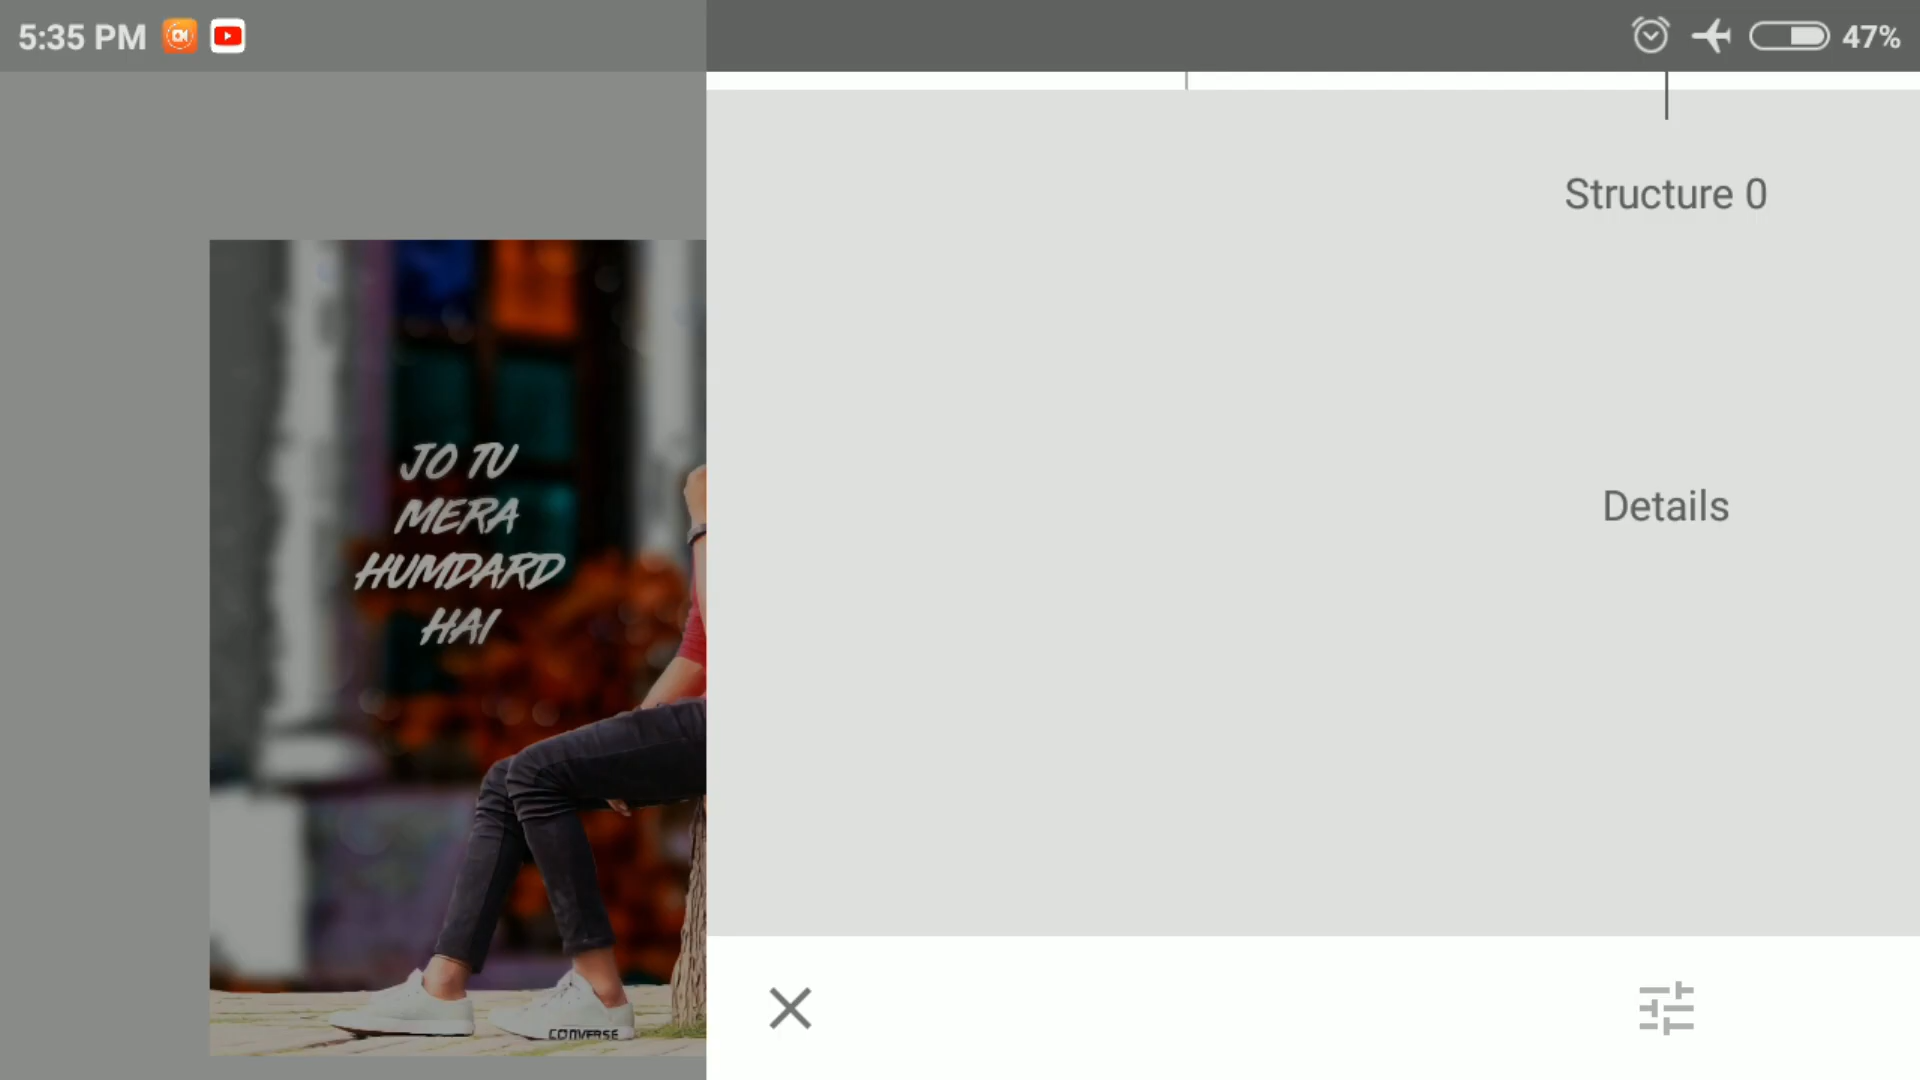 5:35 PM
47%
Structure 0
JO TU
MERA
HUMDARD
HAI
Details
CONVERSE